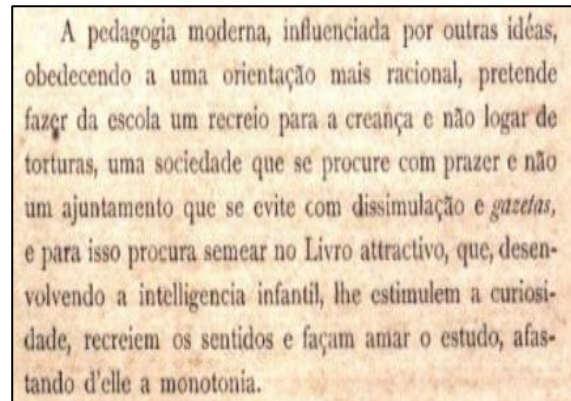 A pedagogia moderna, influenciada por outras idéas,
obedecendo a uma orientação mais racional, pretende
fazer da escola um recreio para a creança e não logar de
torturas, uma sociedade que se procure com prazer e não
um ajuntamento que se evite com dissimulação e gazetas,
e para isso procura semear no Livro attractivo, que, desen-
volvendo a intelligencia infantil, lhe estimulem a curiosi-
dade, recreiem os sentidos e façam amar o estudo, afas-
tando d'elle a monotonia.